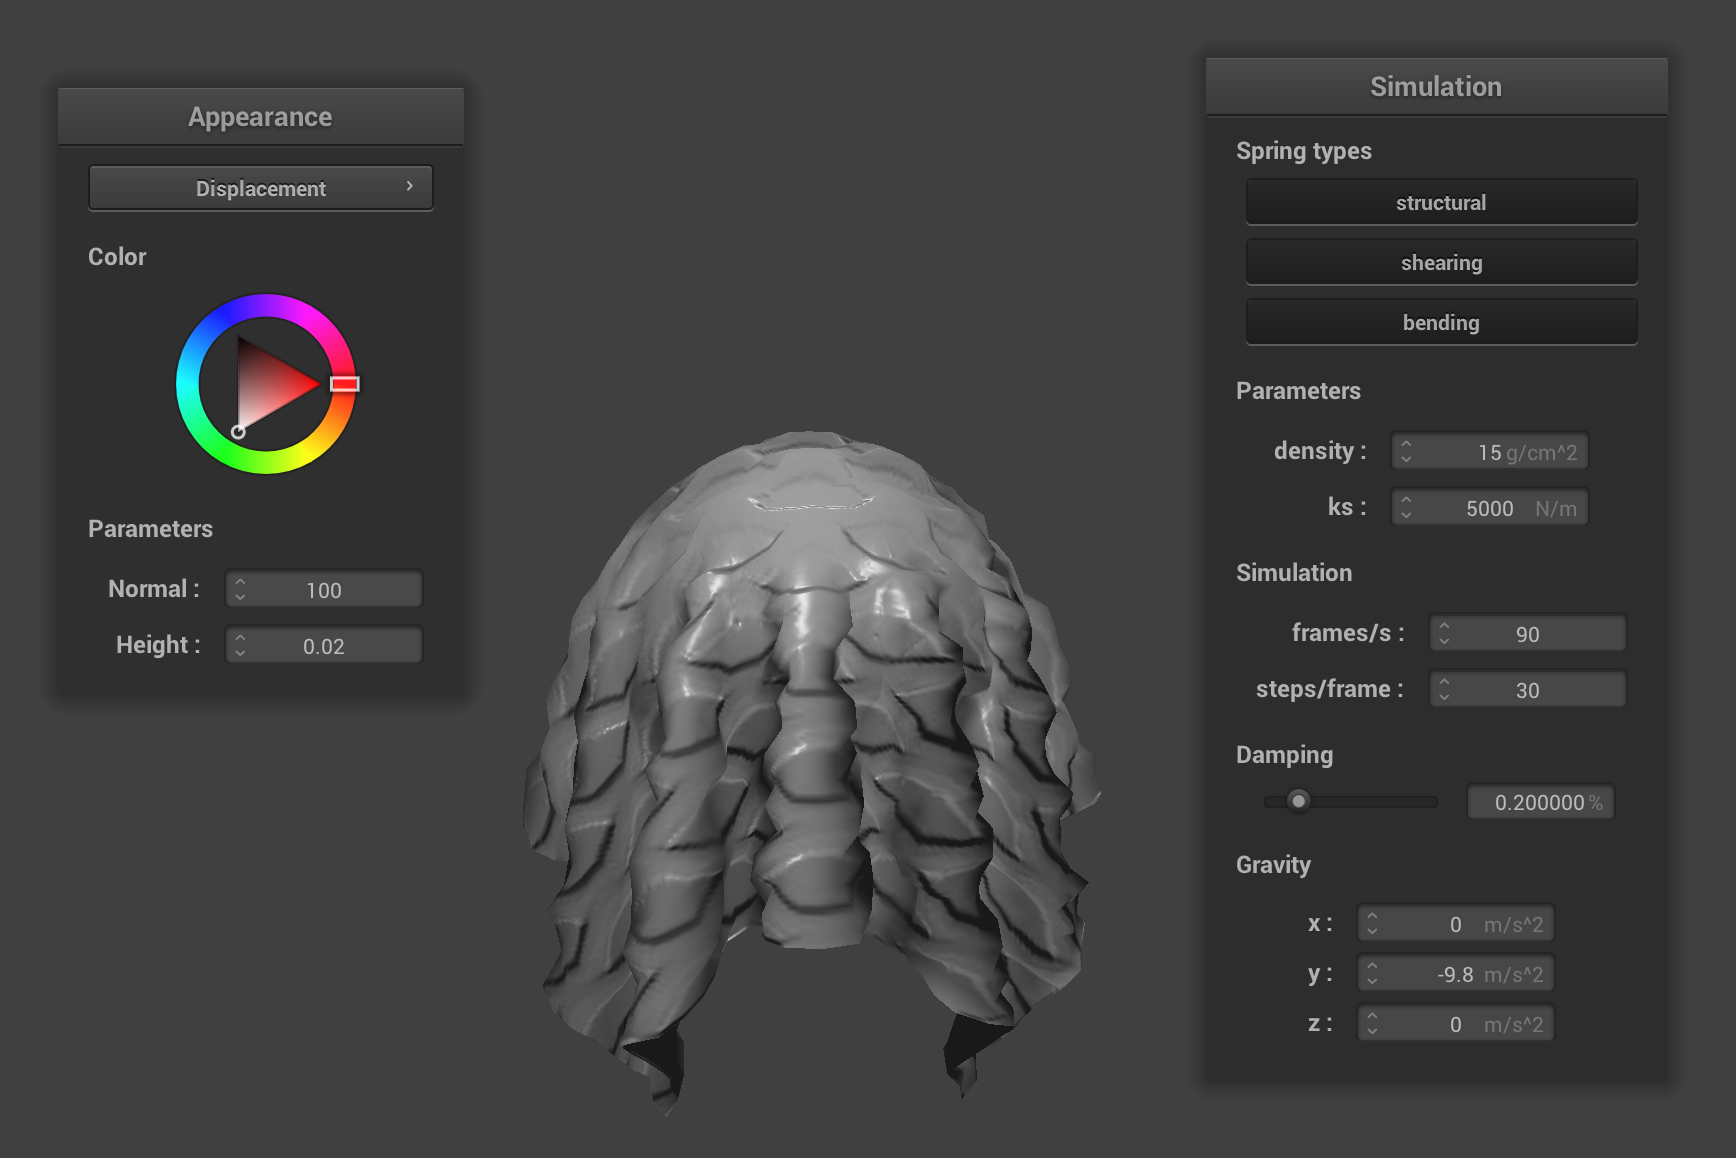 Appearance
Displacement
Color
Parameters
Normal : 100
Height : 0.02
Simulation
Spring types
structural
shearing
bending
Parameters
density : 15 g/cm^2
ks : 5000 N/m
Simulation
frames/s : 90
steps/frame : 30
Damping
0.200000 %
Gravity
x : 0 m/s^2
y : -9.8 m/s^2
z : 0 m/s^2